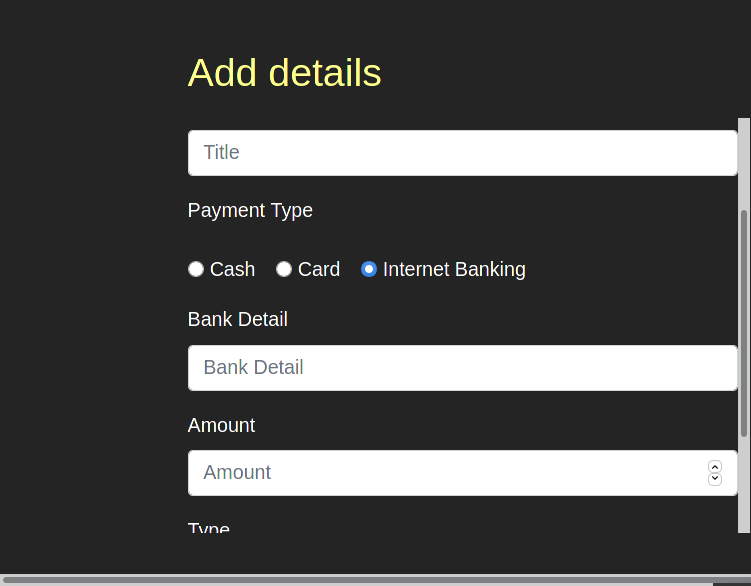 Add details
Title
Payment Type
Cash Card Internet Banking
Bank Detail
Bank Detail
Amount
Amount
Type